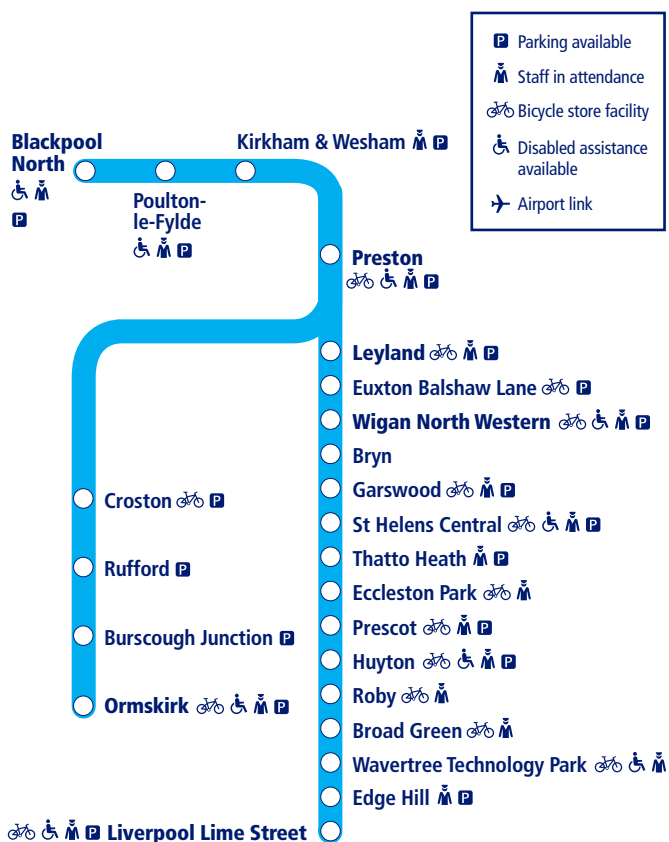 Parking available
Staff in attendance
Bicycle store facility
Disabled assistance
available
Airport link
Blackpool
North
P
Poulton-
le-Fylde
P
Kirkham & Wesham P
Preston
P
Leyland P
Euxton Balshaw Lane P
Wigan North Western P
Bryn
Garswood P
St Helens Central P
Thatto Heath P
Eccleston Park
Prescot P
Huyton P
Roby
Broad Green
Wavertree Technology Park
Edge Hill P
P Liverpool Lime Street
Croston P
Rufford P
Burscough Junction P
Ormskirk P